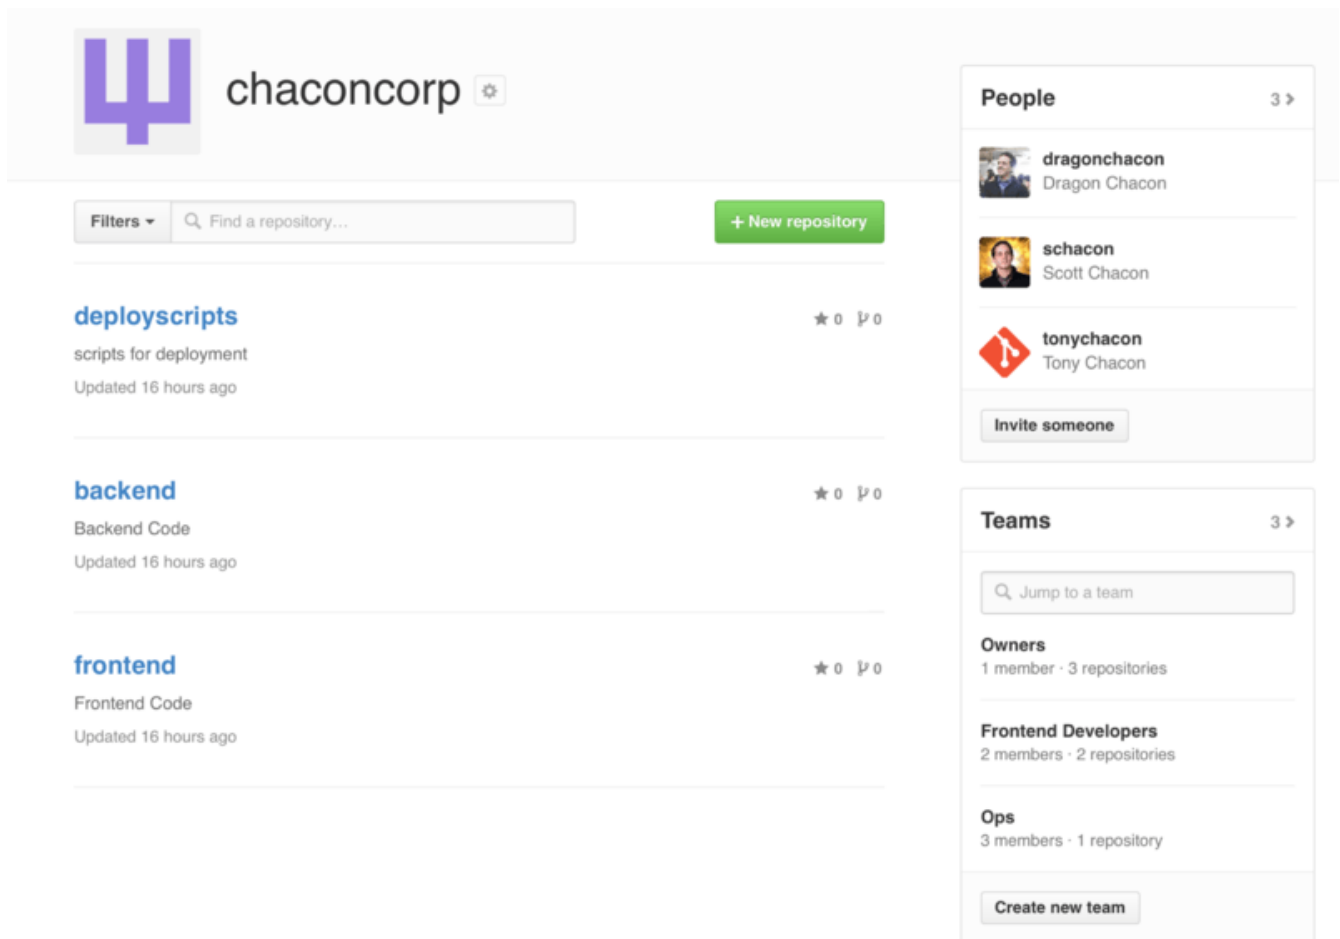 chaconcorp
Filters
Find a repository...
+ New repository
deployscripts
0 0
scripts for deployment
Updated 16 hours ago
backend
0 0
Backend Code
Updated 16 hours ago
frontend
0 0
Frontend Code
Updated 16 hours ago
People 3
dragonchacon
Dragon Chacon
schacon
Scott Chacon
tonychacon
Tony Chacon
Invite someone
Teams 3
Jump to a team
Owners
1 member · 3 repositories
Frontend Developers
2 members · 2 repositories
Ops
3 members · 1 repository
Create new team